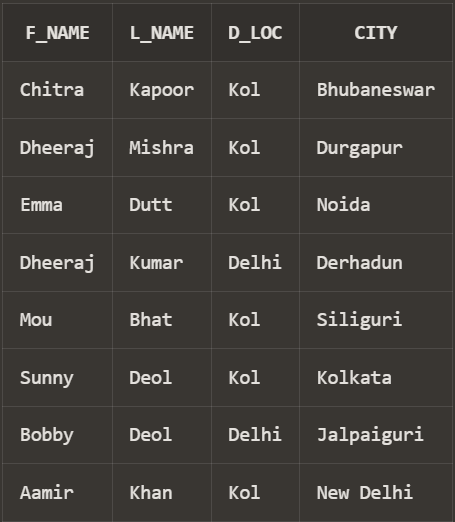 F_NAME L_NAME D_LOC CITY
Chitra Kapoor Kol Bhubaneswar
Dheeraj Mishra Kol Durgapur
Emma Dutt Kol Noida
Dheeraj Kumar Delhi Derhadun
Mou Bhat Kol Siliguri
Sunny Deol Kol Kolkata
Bobby Deol Delhi Jalpaiguri
Aamir Khan Kol New Delhi